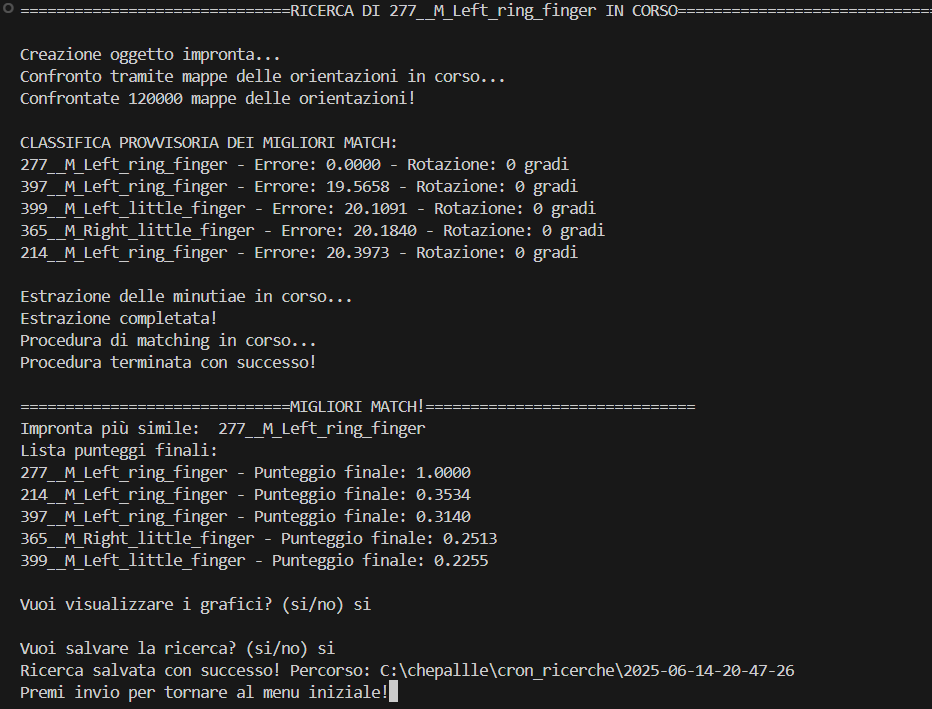 ==============================RICERCA DI 277__M_Left_ring_finger IN CORSO============================
Creazione oggetto impronta...
Confronto tramite mappe delle orientazioni in corso...
Confrontate 120000 mappe delle orientazioni!
CLASSIFICA PROVVISORIA DEI MIGLIORI MATCH:
277__M_Left_ring_finger - Errore: 0.0000 - Rotazione: 0 gradi
397__M_Left_ring_finger - Errore: 19.5658 - Rotazione: 0 gradi
399__M_Left_little_finger - Errore: 20.1091 - Rotazione: 0 gradi
365__M_Right_little_finger - Errore: 20.1840 - Rotazione: 0 gradi
214__M_Left_ring_finger - Errore: 20.3973 - Rotazione: 0 gradi
Estrazione delle minutiae in corso...
Estrazione completata!
Procedura di matching in corso...
Procedura terminata con successo!
==============================MIGLIORI MATCH!==============================
Impronta più simile:  277__M_Left_ring_finger
Lista punteggi finali:
277__M_Left_ring_finger - Punteggio finale: 1.0000
214__M_Left_ring_finger - Punteggio finale: 0.3534
397__M_Left_ring_finger - Punteggio finale: 0.3140
365__M_Right_little_finger - Punteggio finale: 0.2513
399__M_Left_little_finger - Punteggio finale: 0.2255
Vuoi visualizzare i grafici? (si/no) si
Vuoi salvare la ricerca? (si/no) si
Ricerca salvata con successo! Percorso: C:\chepallle\cron_ricerche\2025-06-14-20-47-26
Premi invio per tornare al menu iniziale!